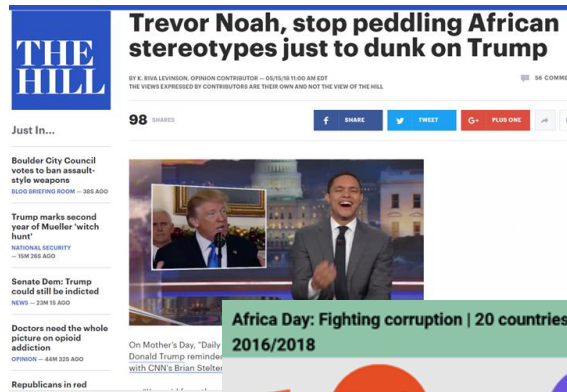 THE
HILL
Trevor Noah, stop peddling African
stereotypes just to dunk on Trump
BY K. RIVA LEVINSON, OPINION CONTRIBUTOR — 05/15/18 11:00 AM EDT
THE VIEWS EXPRESSED BY CONTRIBUTORS ARE THEIR OWN AND NOT THE VIEW OF THE HILL
56 COMME
98 SHARES
SHARE
TWEET
G+ PLUS ONE
Just In...
Boulder City Council
votes to ban assault-
style weapons
BLOG BRIEFING ROOM — 38S AGO
Trump marks second
year of Mueller 'witch
hunt'
NATIONAL SECURITY
— 15M 26S AGO
Senate Dem: Trump
could still be indicted
NEWS — 23M 1S AGO
Doctors need the whole
picture on opioid
addiction
OPINION — 44M 32S AGO
Republicans in red
On Mother's Day, "Daily
Donald Trump reminde
with CNN's Brian Stelter
Africa Day: Fighting corruption | 20 countries
2016/2018